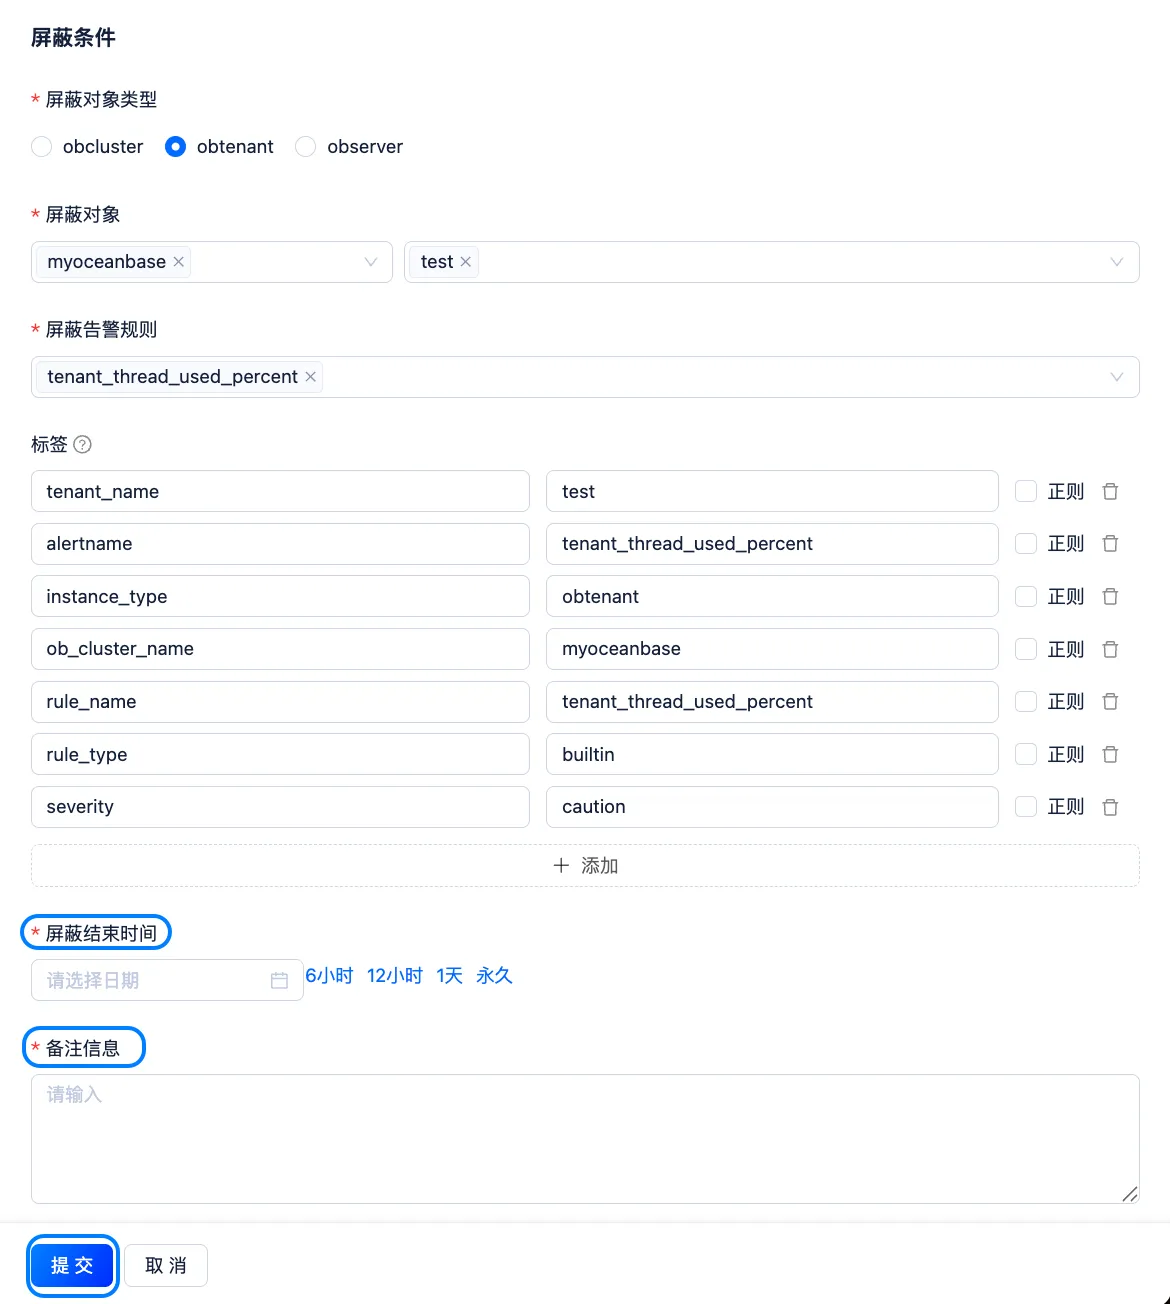 屏蔽条件
* 屏蔽对象类型
obcluster obtenant observer
* 屏蔽对象
myoceanbase test
* 屏蔽告警规则
tenant_thread_used_percent
标签
tenant_name test 正则
alertname tenant_thread_used_percent 正则
instance_type obtenant 正则
ob_cluster_name myoceanbase 正则
rule_name tenant_thread_used_percent 正则
rule_type builtin 正则
severity caution 正则
+ 添加
* 屏蔽结束时间
请选择日期 6小时 12小时 1天 永久
* 备注信息
请输入
提 交 取 消